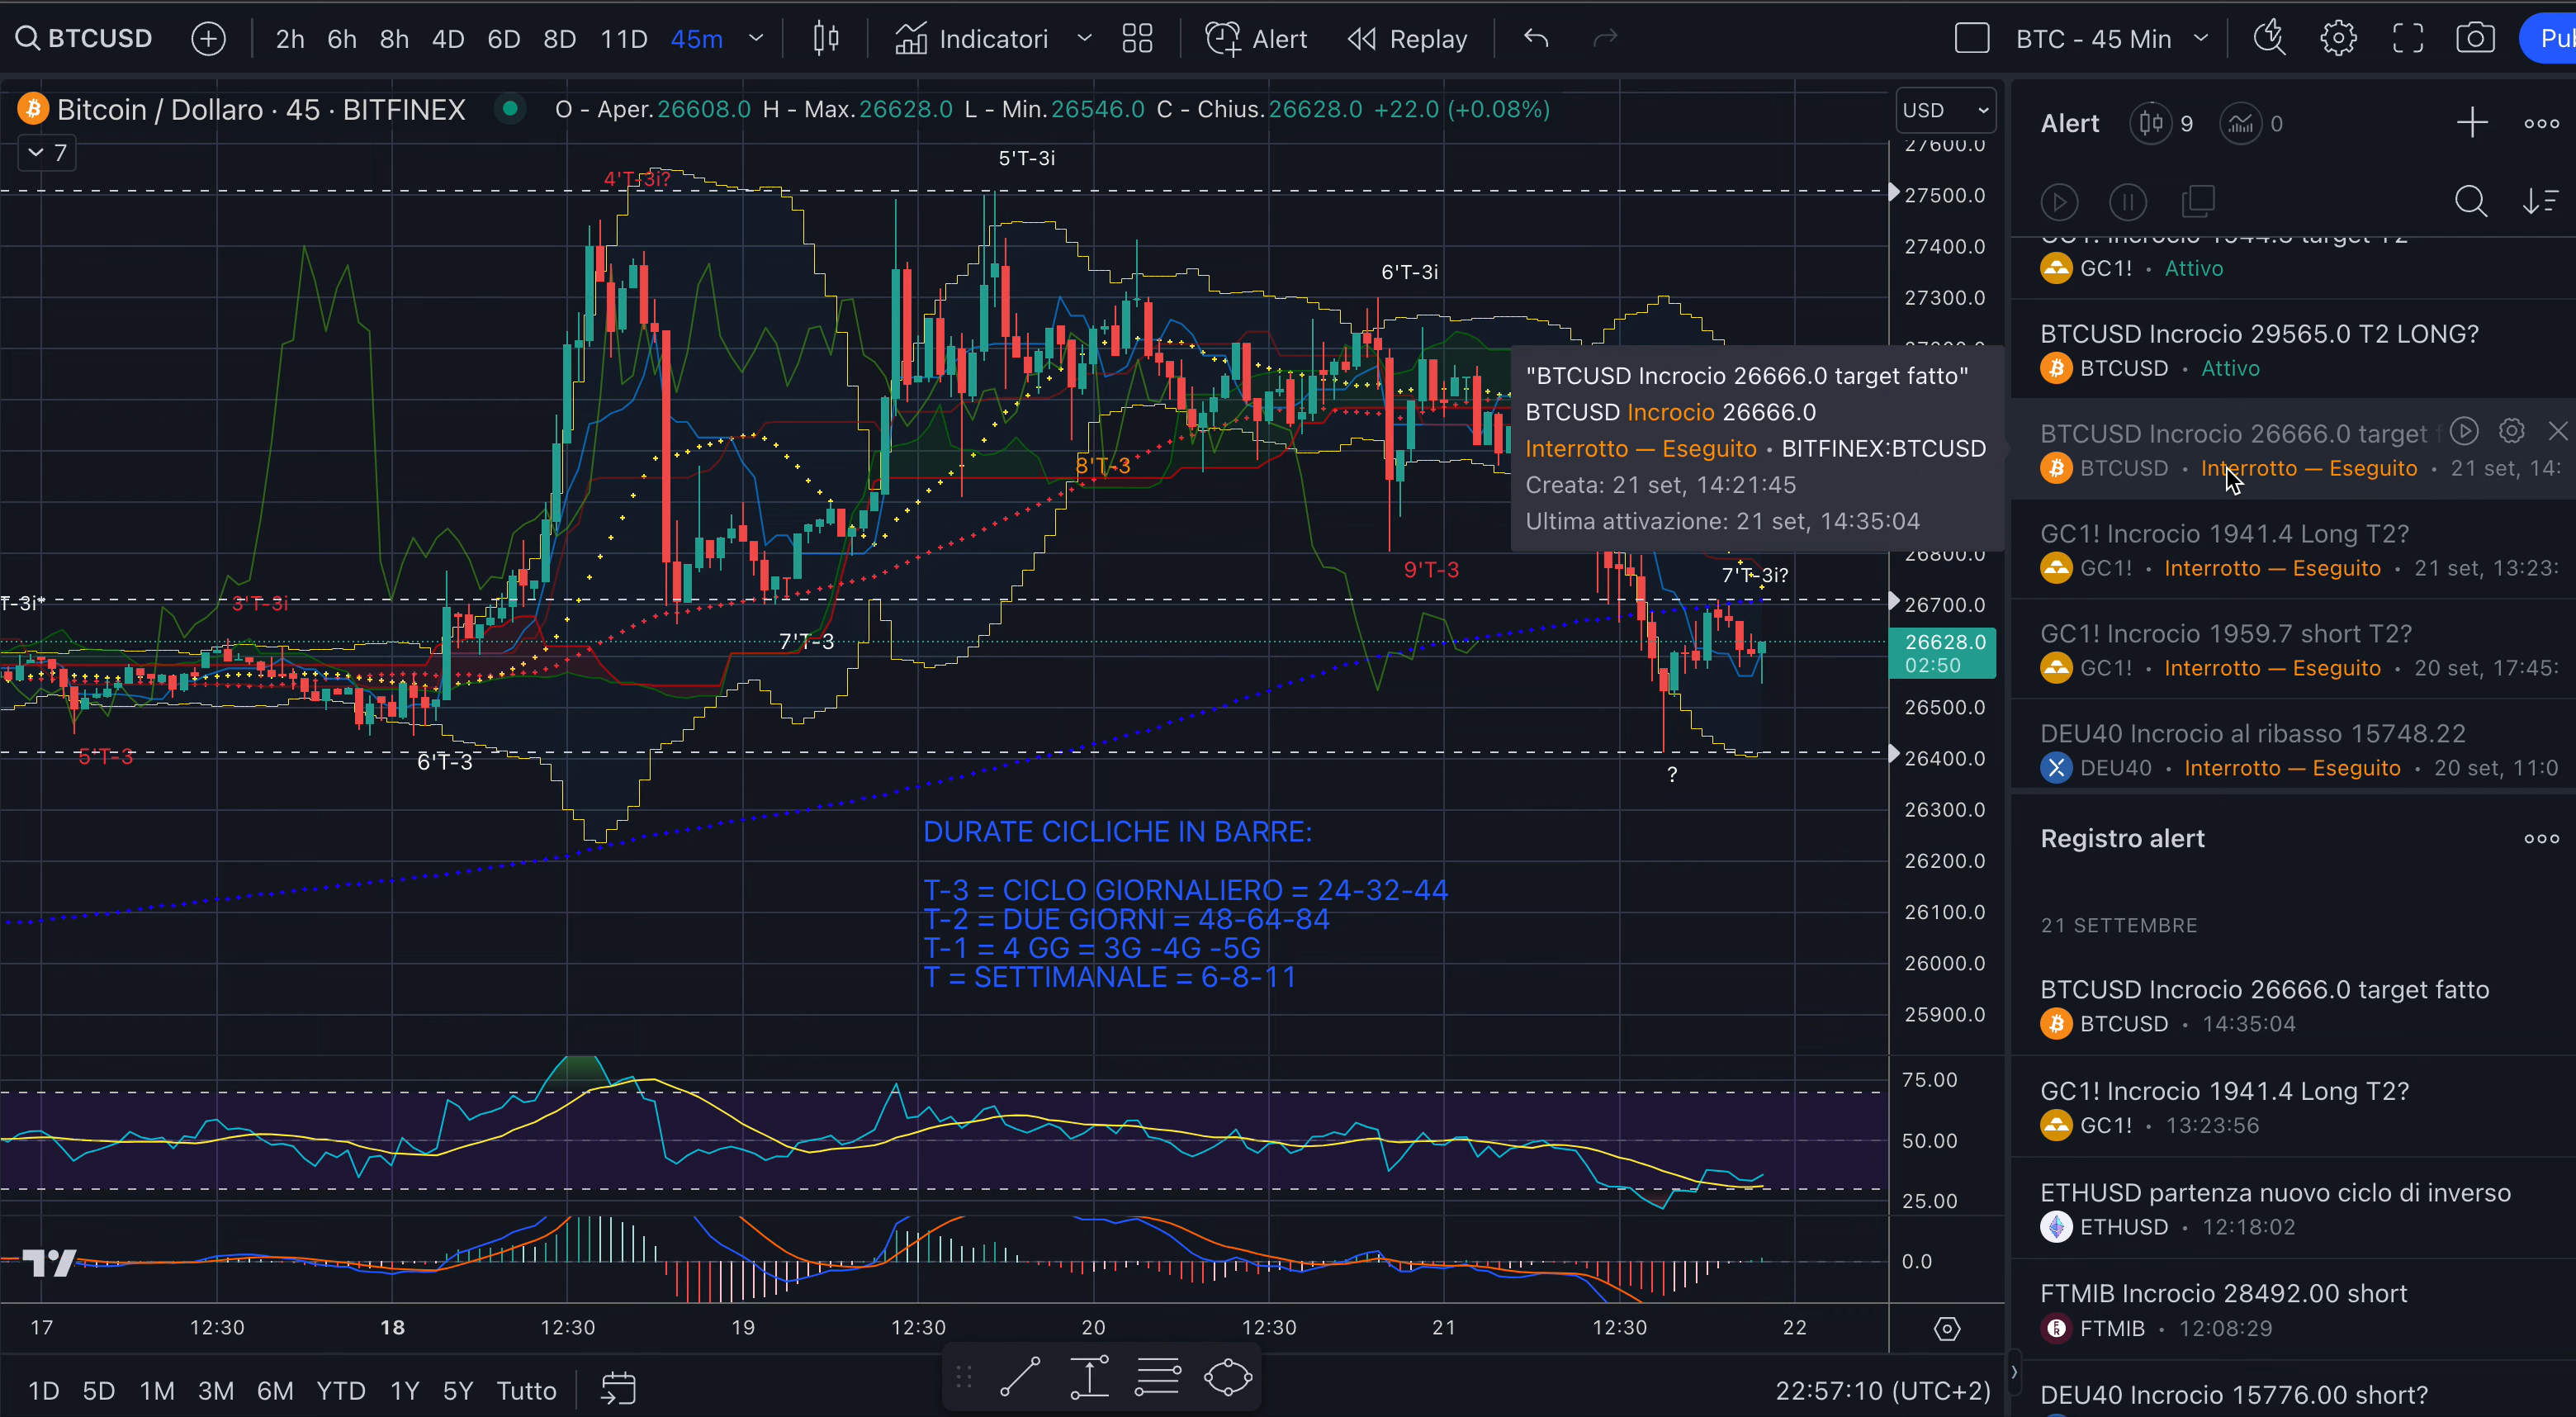 BTCUSD 2h 6h 8h 4D 6D 8D 11D 45m Indicatori Alert Replay BTC - 45 Min
Bitcoin / Dollaro · 45 · BITFINEX O - Aper.26608.0 H - Max.26628.0 L - Min.26546.0 C - Chius.26628.0 +22.0 (+0.08%)
USD
7
27600.0
27500.0
27400.0
27300.0
26800.0
26700.0
26628.0
02:50
26500.0
26400.0
26300.0
26200.0
26100.0
26000.0
25900.0
75.00
50.00
25.00
0.0
4'T-3i?
5'T-3i
6'T-3i
8'T-3
9'T-3
7'T-3i?
T-3i*
3'T-3i
7'T-3
5'T-3
6'T-3
?
"BTCUSD Incrocio 26666.0 target fatto"
BTCUSD Incrocio 26666.0
Interrotto — Eseguito • BITFINEX:BTCUSD
Creata: 21 set, 14:21:45
Ultima attivazione: 21 set, 14:35:04
DURATE CICLICHE IN BARRE:
T-3 = CICLO GIORNALIERO = 24-32-44
T-2 = DUE GIORNI = 48-64-84
T-1 = 4 GG = 3G -4G -5G
T = SETTIMANALE = 6-8-11
17 12:30 18 12:30 19 12:30 20 12:30 21 12:30 22
1D 5D 1M 3M 6M YTD 1Y 5Y Tutto
22:57:10 (UTC+2)
Alert 9 0
GC1! • Attivo
BTCUSD Incrocio 29565.0 T2 LONG?
BTCUSD • Attivo
BTCUSD Incrocio 26666.0 target
BTCUSD • Interrotto — Eseguito • 21 set, 14:
GC1! Incrocio 1941.4 Long T2?
GC1! • Interrotto — Eseguito • 21 set, 13:23:
GC1! Incrocio 1959.7 short T2?
GC1! • Interrotto — Eseguito • 20 set, 17:45:
DEU40 Incrocio al ribasso 15748.22
DEU40 • Interrotto — Eseguito • 20 set, 11:0
Registro alert
21 SETTEMBRE
BTCUSD Incrocio 26666.0 target fatto
BTCUSD • 14:35:04
GC1! Incrocio 1941.4 Long T2?
GC1! • 13:23:56
ETHUSD partenza nuovo ciclo di inverso
ETHUSD • 12:18:02
FTMIB Incrocio 28492.00 short
FTMIB • 12:08:29
DEU40 Incrocio 15776.00 short?